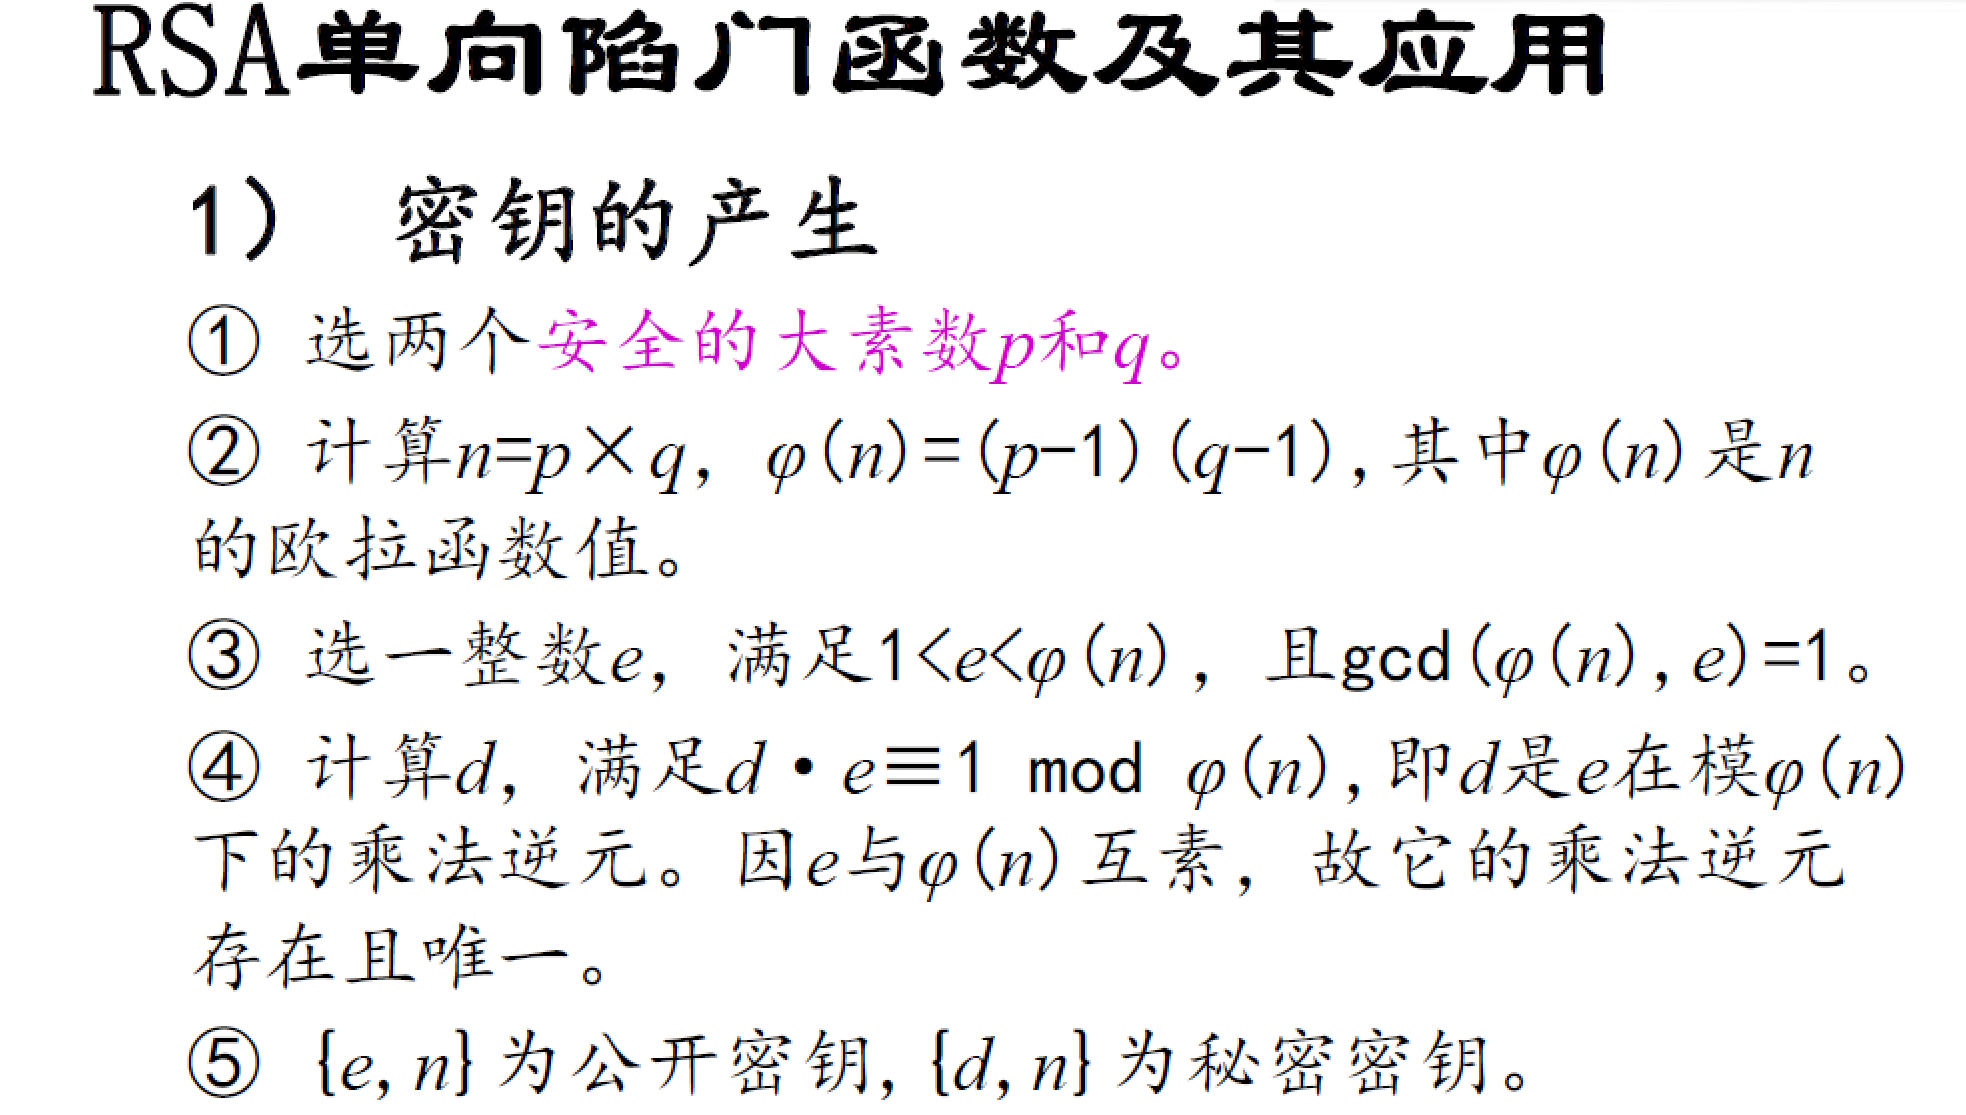 RSA单向陷门函数及其应用
1) 密钥的产生
① 选两个安全的大素数p和q。
② 计算n=p×q, φ(n)=(p-1)(q-1),其中φ(n)是n
的欧拉函数值。
③ 选一整数e, 满足1<e<φ(n), 且gcd(φ(n),e)=1。
④ 计算d, 满足d·e≡1 mod φ(n),即d是e在模φ(n)
下的乘法逆元。因e与φ(n)互素, 故它的乘法逆元
存在且唯一。
⑤ {e,n}为公开密钥,{d,n}为秘密密钥。